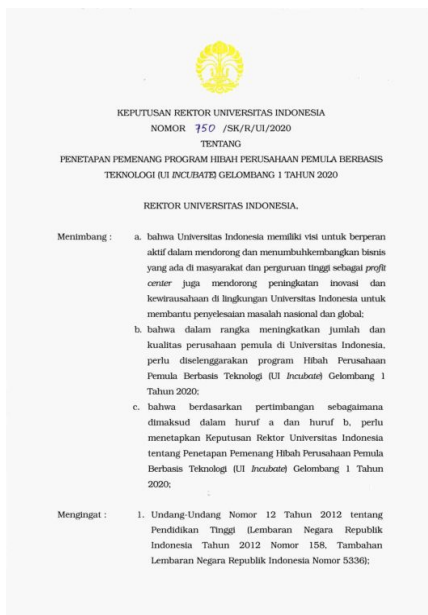 KEPUTUSAN REKTOR UNIVERSITAS INDONESIA
NOMOR 750 /SK/R/UI/2020
TENTANG
PENETAPAN PEMENANG PROGRAM HIBAH PERUSAHAAN PEMULA BERBASIS
TEKNOLOGI (UI INCUBATE) GELOMBANG 1 TAHUN 2020
REKTOR UNIVERSITAS INDONESIA,
Menimbang : a. bahwa Universitas Indonesia memiliki visi untuk berperan
aktif dalam mendorong dan menumbuhkembangkan bisnis
yang ada di masyarakat dan perguruan tinggi sebagai profit
center juga mendorong peningkatan inovasi dan
kewirausahaan di lingkungan Universitas Indonesia untuk
membantu penyelesaian masalah nasional dan global;
b. bahwa dalam rangka meningkatkan jumlah dan
kualitas perusahaan pemula di Universitas Indonesia,
perlu diselenggarakan program Hibah Perusahaan
Pemula Berbasis Teknologi (UI Incubate) Gelombang 1
Tahun 2020;
c. bahwa berdasarkan pertimbangan sebagaimana
dimaksud dalam huruf a dan huruf b, perlu
menetapkan Keputusan Rektor Universitas Indonesia
tentang Penetapan Pemenang Hibah Perusahaan Pemula
Berbasis Teknologi (UI Incubate) Gelombang 1 Tahun
2020;
Mengingat : 1. Undang-Undang Nomor 12 Tahun 2012 tentang
Pendidikan Tinggi (Lembaran Negara Republik
Indonesia Tahun 2012 Nomor 158, Tambahan
Lembaran Negara Republik Indonesia Nomor 5336);